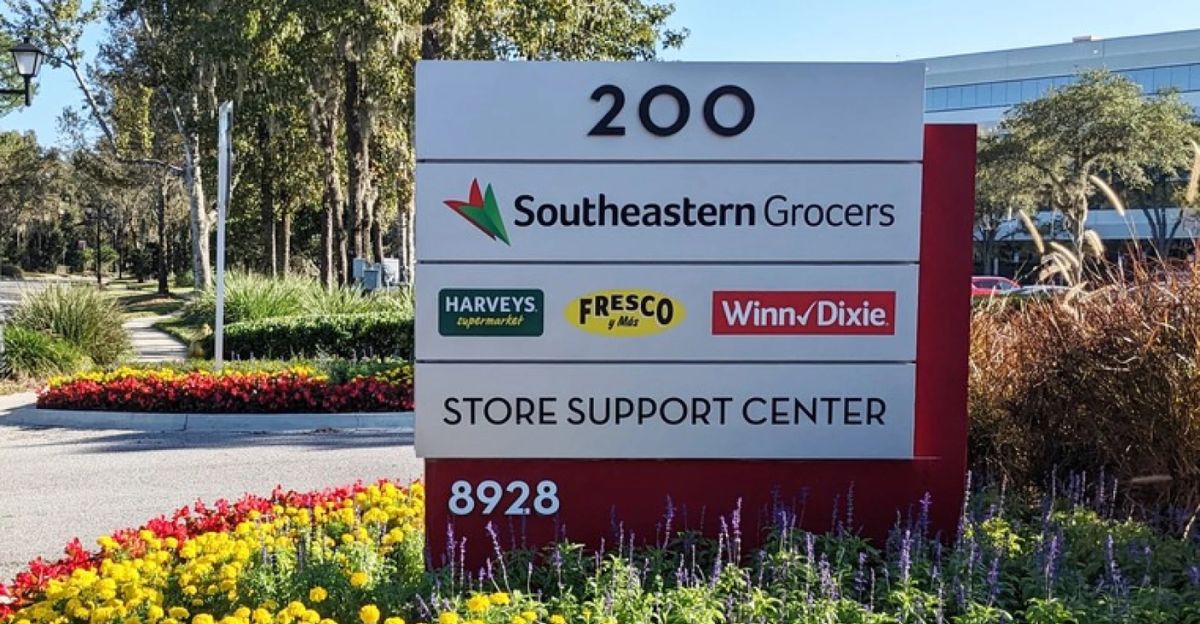 200
Southeastern Grocers
HARVEYS
supermarket
FRESCO
y Más
Winn✓Dixie
STORE SUPPORT CENTER
8928